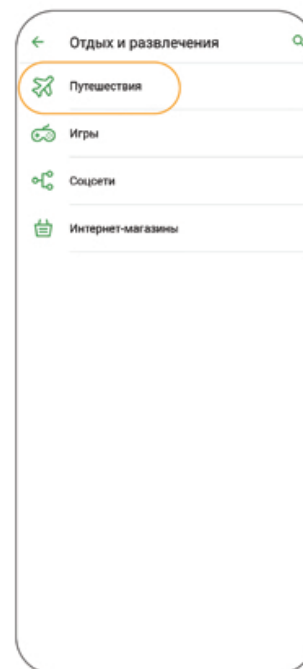 Отдых и развлечения
Путешествия
Игры
Соцсети
Интернет-магазины